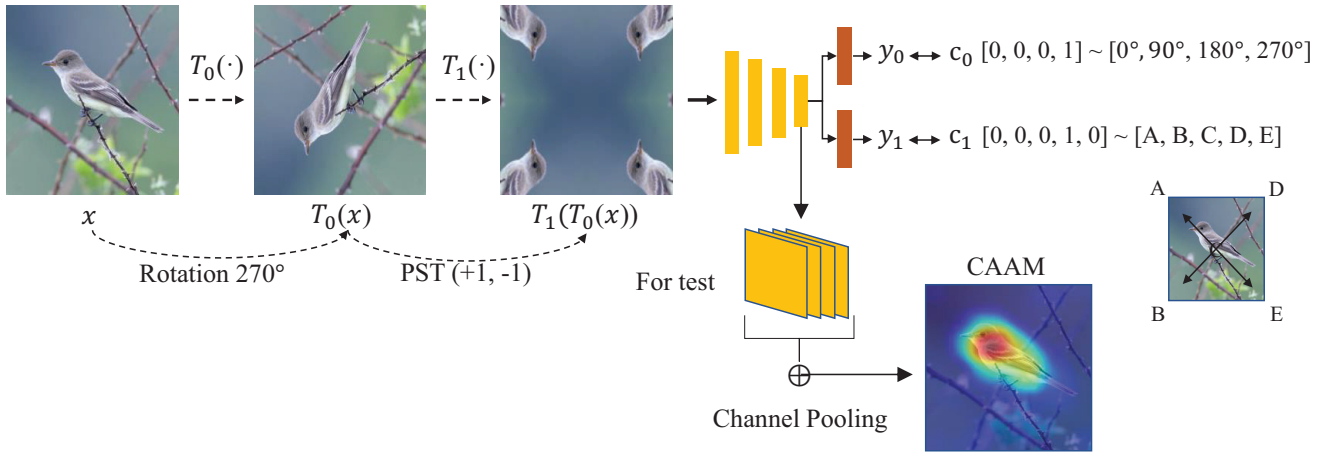 T₀(·)
T₁(·)
y₀ c₀ [0, 0, 0, 1] ~ [0°, 90°, 180°, 270°]
y₁ c₁ [0, 0, 0, 1, 0] ~ [A, B, C, D, E]
x
T₀(x)
T₁(T₀(x))
Rotation 270°
PST (+1, -1)
For test
Channel Pooling
CAAM
A
D
B
E